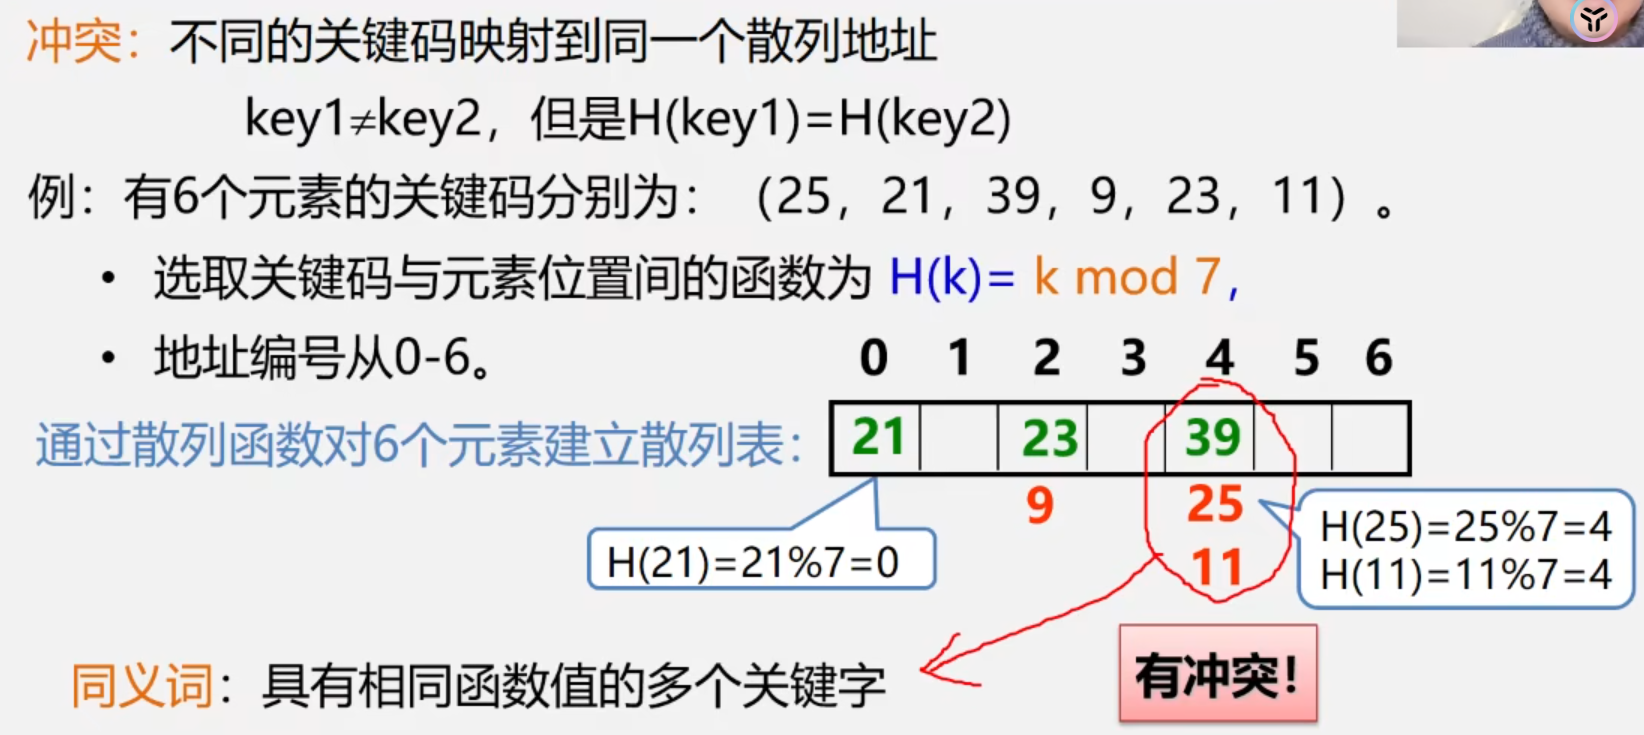 冲突：不同的关键码映射到同一个散列地址
key1≠key2，但是H(key1)=H(key2)
例：有6个元素的关键码分别为：（25，21，39，9，23，11）。
• 选取关键码与元素位置间的函数为 H(k)= k mod 7,
• 地址编号从0-6。
0 1 2 3 4 5 6
通过散列函数对6个元素建立散列表：
21 23 39
9 25
11
H(21)=21%7=0
H(25)=25%7=4
H(11)=11%7=4
同义词：具有相同函数值的多个关键字
有冲突！